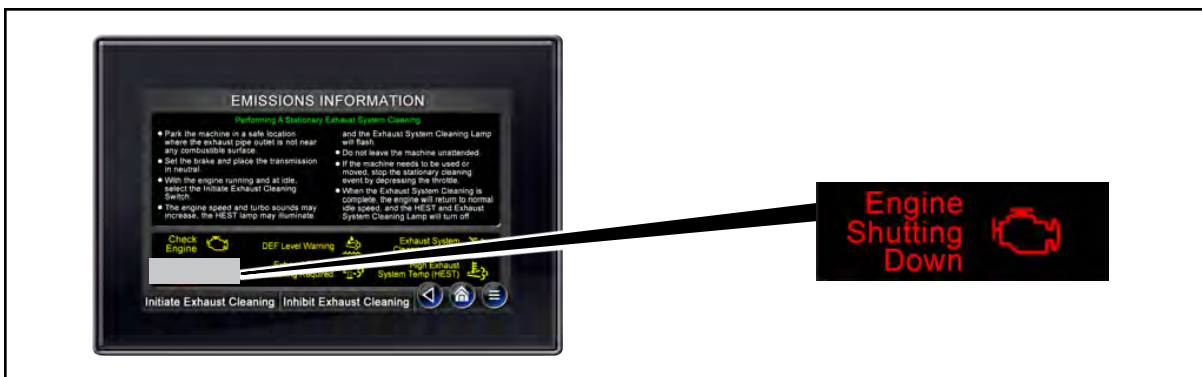 EMISSIONS INFORMATION
Performing A Stationary Exhaust System Cleaning
● Park the machine in a safe location
where the exhaust pipe outlet is not near
any combustible surface.
● Set the brake and place the transmission
in neutral.
● With the engine running and at idle,
select the Initiate Exhaust Cleaning
Switch.
● The engine speed and turbo sounds may
increase, the HEST lamp may illuminate
and the Exhaust System Cleaning Lamp
will flash.
● Do not leave the machine unattended.
● If the machine needs to be used or
moved, stop the stationary cleaning
event by depressing the throttle.
● When the Exhaust System Cleaning is
complete, the engine will return to normal
idle speed, and the HEST and Exhaust
System Cleaning Lamp will turn off
Check
Engine
DEF Level Warning
Exhaust System
Required
High Exhaust
System Temp (HEST)
Initiate Exhaust Cleaning
Inhibit Exhaust Cleaning
Engine
Shutting
Down